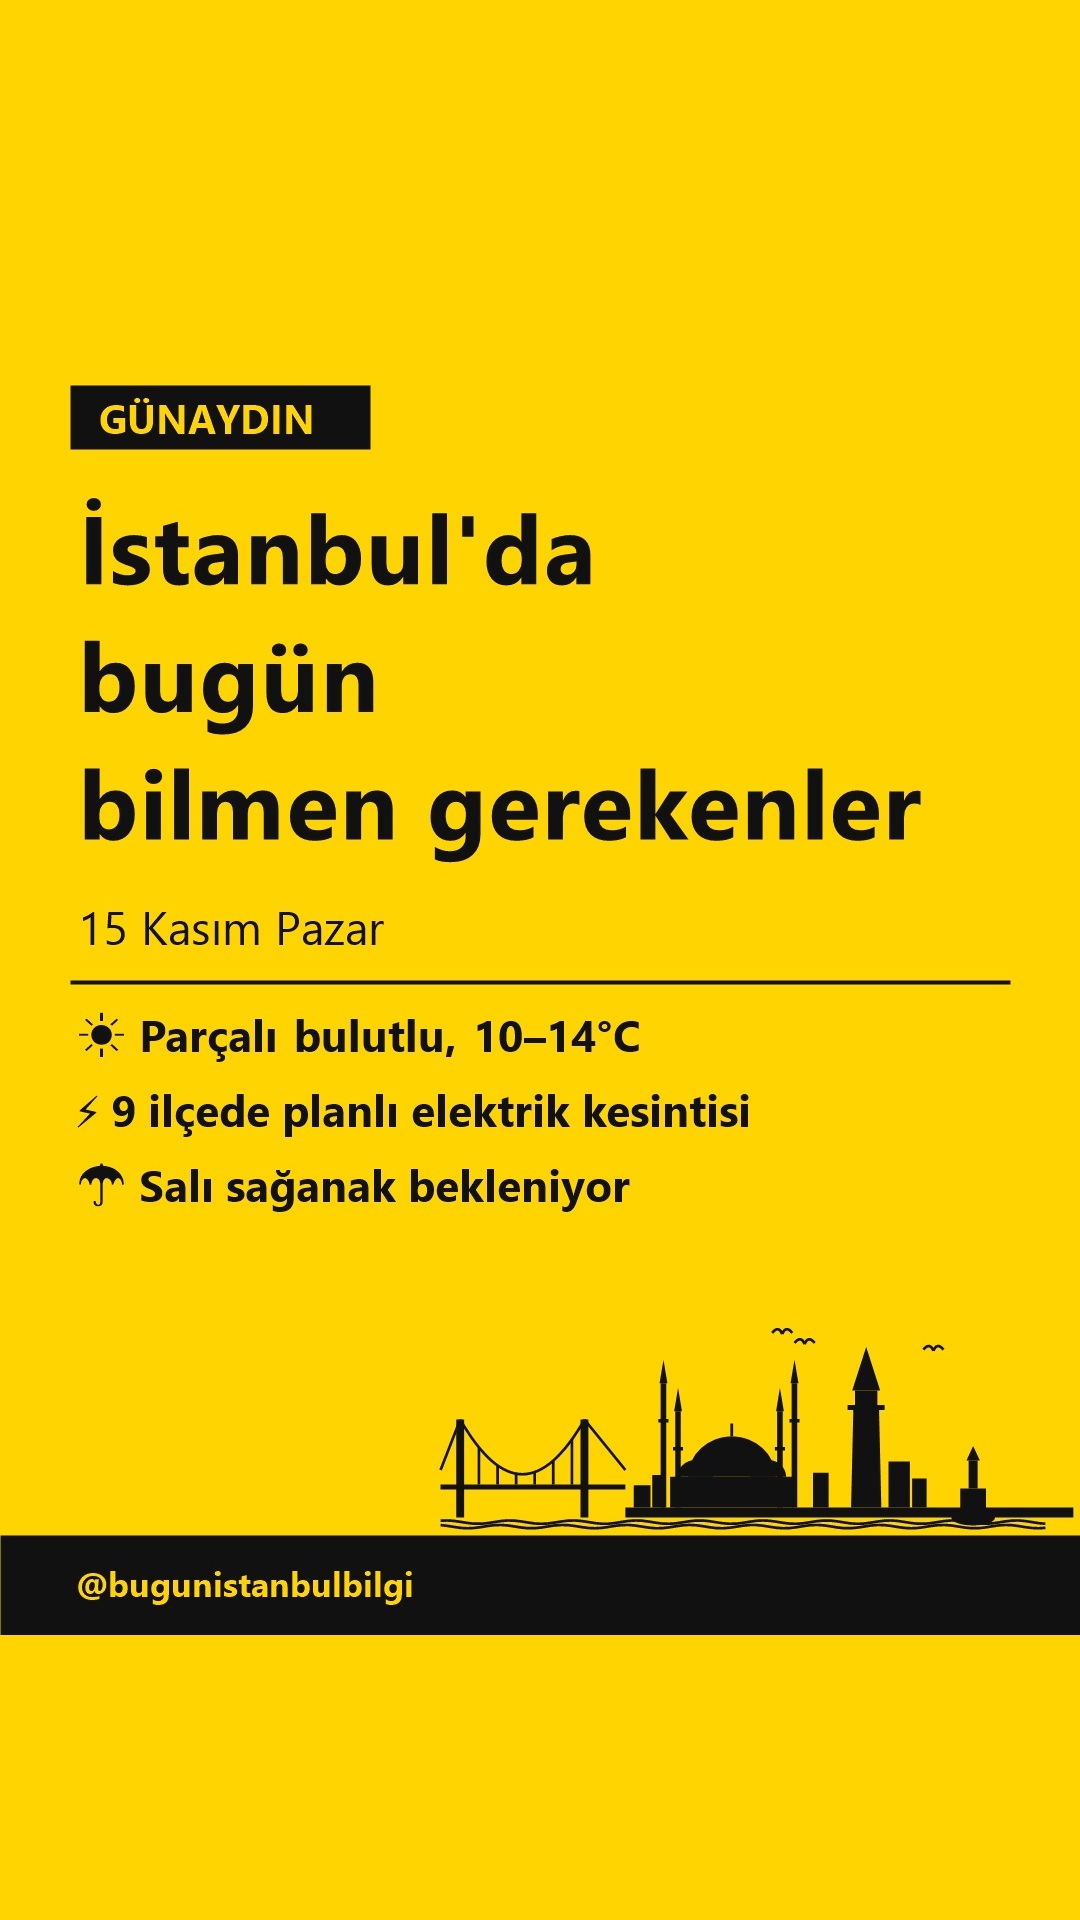 GÜNAYDIN
İstanbul'da
bugün
bilmen gerekenler
15 Kasım Pazar
☀ Parçalı bulutlu, 10–14°C
⚡ 9 ilçede planlı elektrik kesintisi
☂ Salı sağanak bekleniyor
@bugunistanbulbilgi